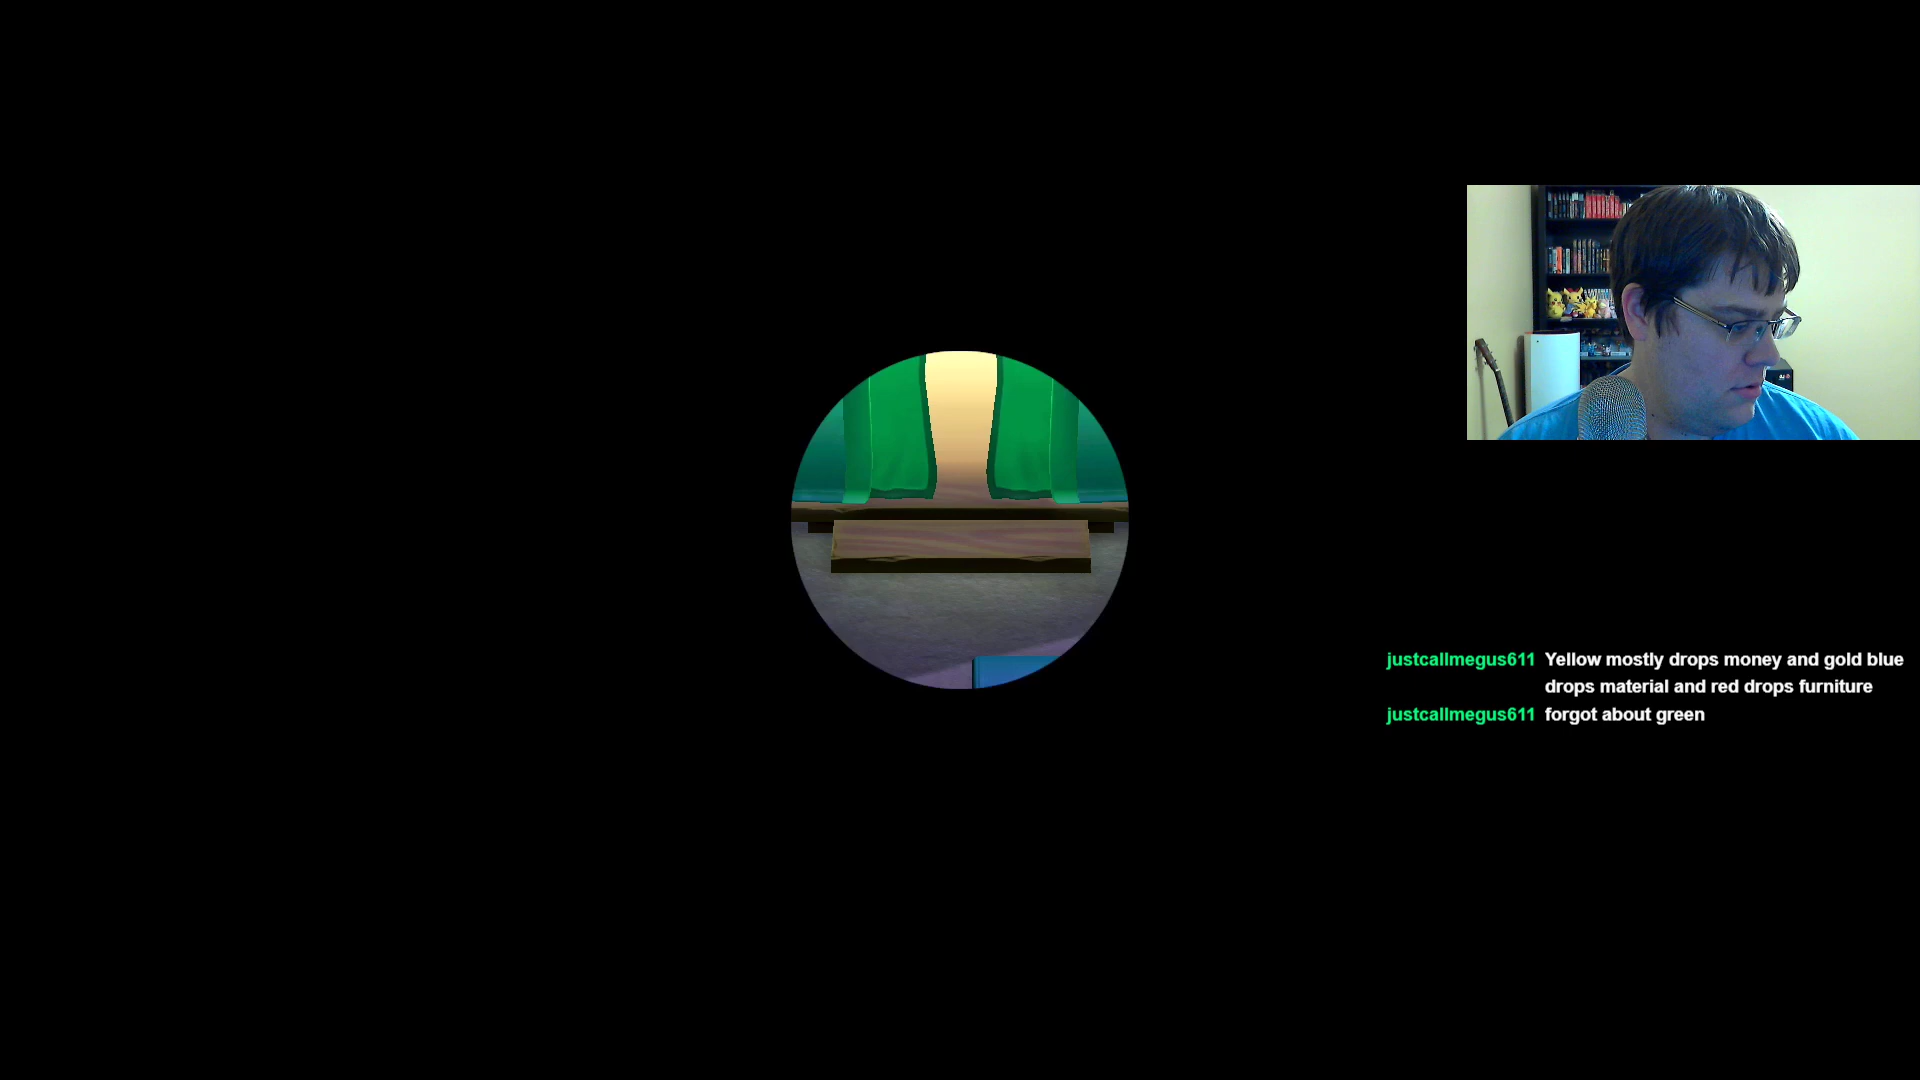 justcallmegus611 Yellow mostly drops money and gold blue
drops material and red drops furniture
justcallmegus611 forgot about green